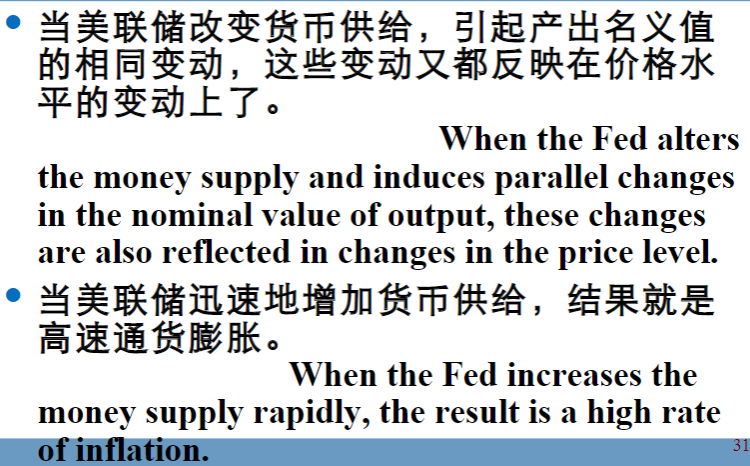 当美联储改变货币供给，引起产出名义值
的相同变动，这些变动又都反映在价格水
平的变动上了。
When the Fed alters
the money supply and induces parallel changes
in the nominal value of output, these changes
are also reflected in changes in the price level.
当美联储迅速地增加货币供给，结果就是
高速通货膨胀。
When the Fed increases the
money supply rapidly, the result is a high rate
of inflation.
31